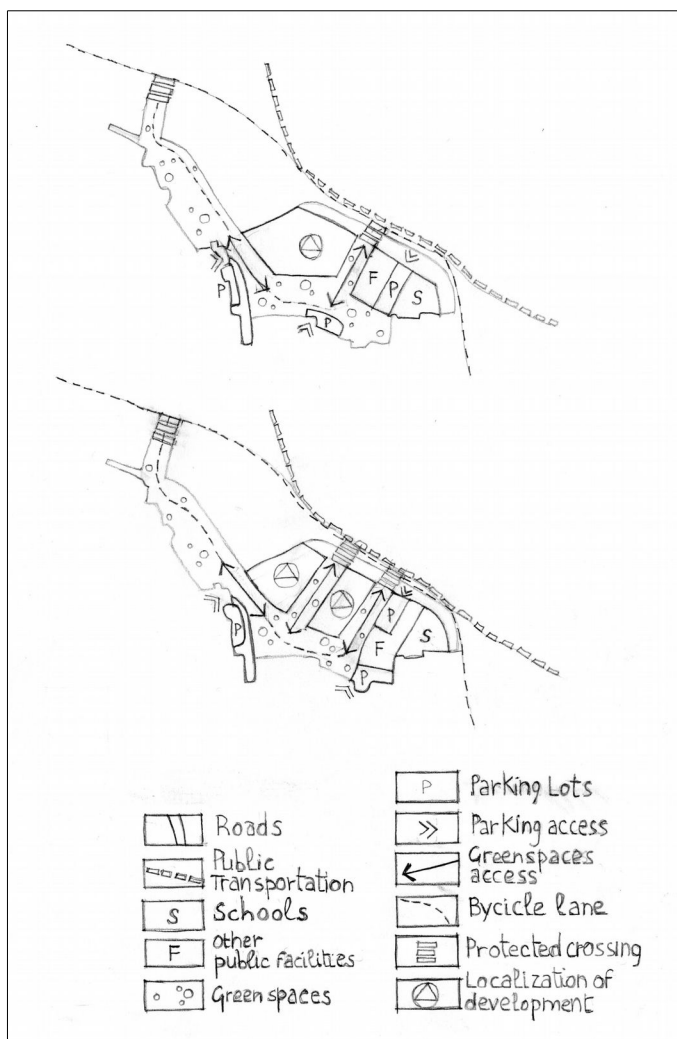 F
P
S
P
P
P
F
S
P
P
Roads
Public
Transportation
S
Schools
F
other
public facilities
Green spaces
P
Parking Lots
Parking access
Greenspaces
access
Bycicle lane
Protected crossing
Localization of
development